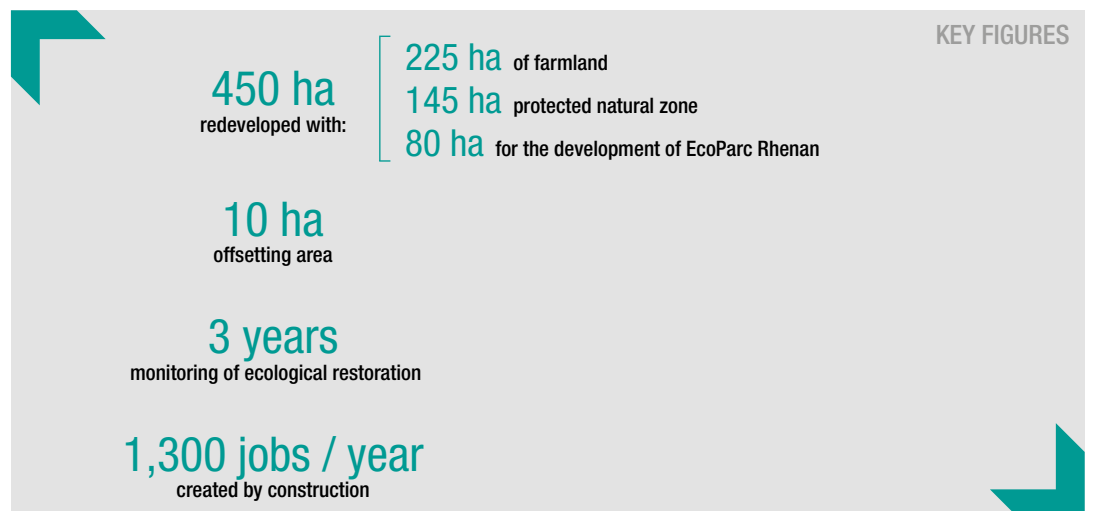 KEY FIGURES
450 ha
redeveloped with:
225 ha of farmland
145 ha protected natural zone
80 ha for the development of EcoParc Rhenan
10 ha
offsetting area
3 years
monitoring of ecological restoration
1,300 jobs / year
created by construction